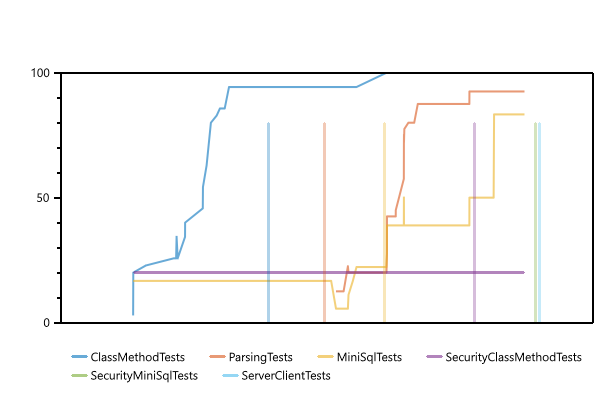 100
50
0
ClassMethodTests ParsingTests MiniSqlTests SecurityClassMethodTests
SecurityMiniSqlTests ServerClientTests